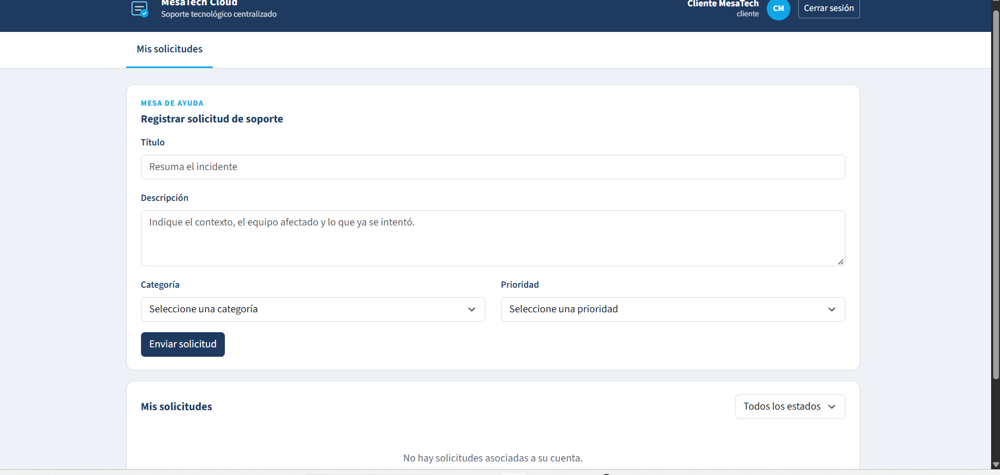 MesaTech Cloud
Soporte tecnológico centralizado
Cliente MesaTech
cliente
CM
Cerrar sesión
Mis solicitudes
MESA DE AYUDA
Registrar solicitud de soporte
Título
Resuma el incidente
Descripción
Indique el contexto, el equipo afectado y lo que ya se intentó.
Categoría
Prioridad
Seleccione una categoría
Seleccione una prioridad
Enviar solicitud
Mis solicitudes
Todos los estados
No hay solicitudes asociadas a su cuenta.